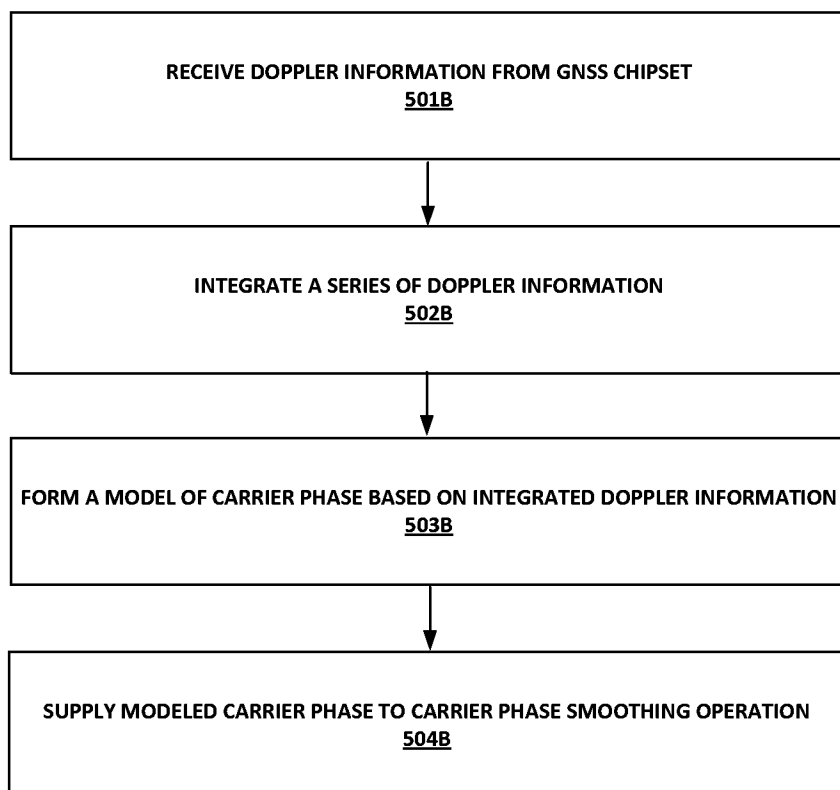 RECEIVE DOPPLER INFORMATION FROM GNSS CHIPSET
501B
INTEGRATE A SERIES OF DOPPLER INFORMATION
502B
FORM A MODEL OF CARRIER PHASE BASED ON INTEGRATED DOPPLER INFORMATION
503B
SUPPLY MODELED CARRIER PHASE TO CARRIER PHASE SMOOTHING OPERATION
504B